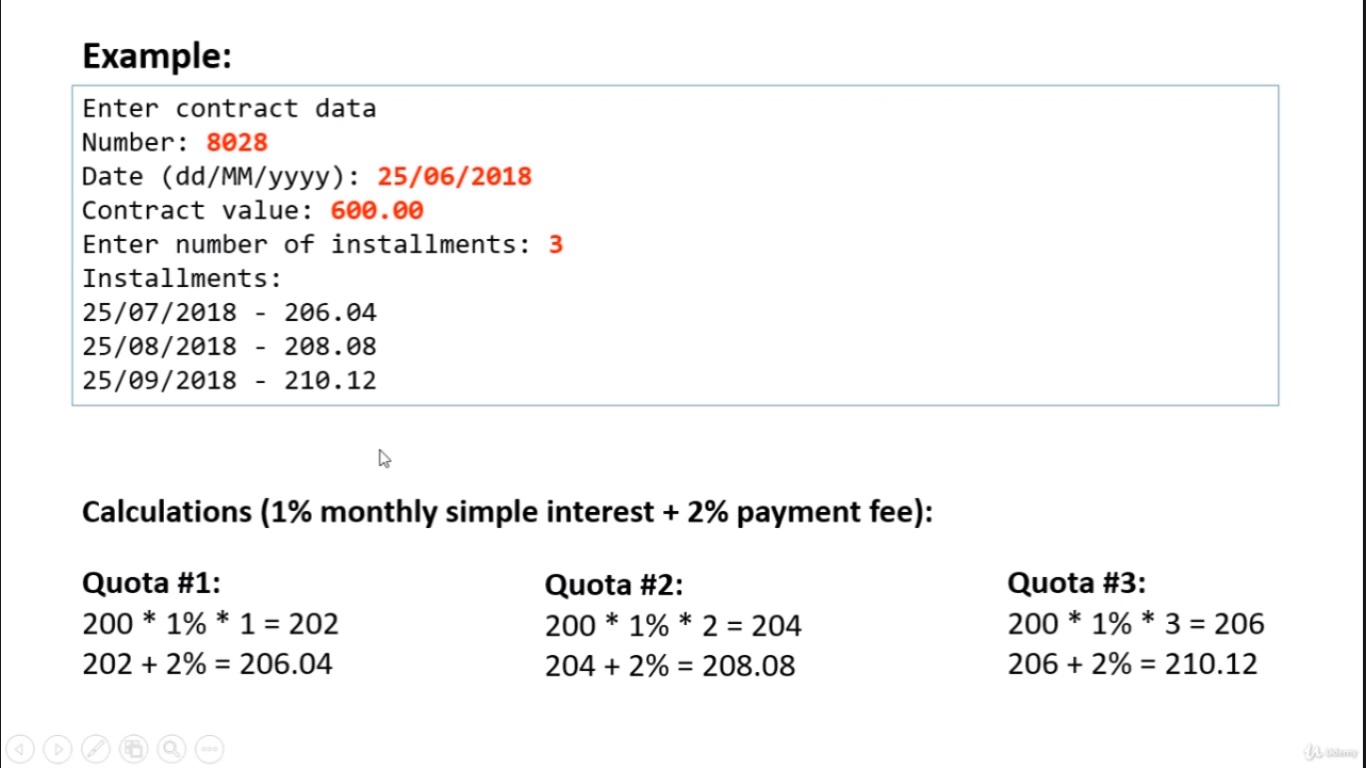 Example:
Enter contract data
Number: 8028
Date (dd/MM/yyyy): 25/06/2018
Contract value: 600.00
Enter number of installments: 3
Installments:
25/07/2018 - 206.04
25/08/2018 - 208.08
25/09/2018 - 210.12
Calculations (1% monthly simple interest + 2% payment fee):
Quota #1:
200 * 1% * 1 = 202
202 + 2% = 206.04
Quota #2:
200 * 1% * 2 = 204
204 + 2% = 208.08
Quota #3:
200 * 1% * 3 = 206
206 + 2% = 210.12
Udemy